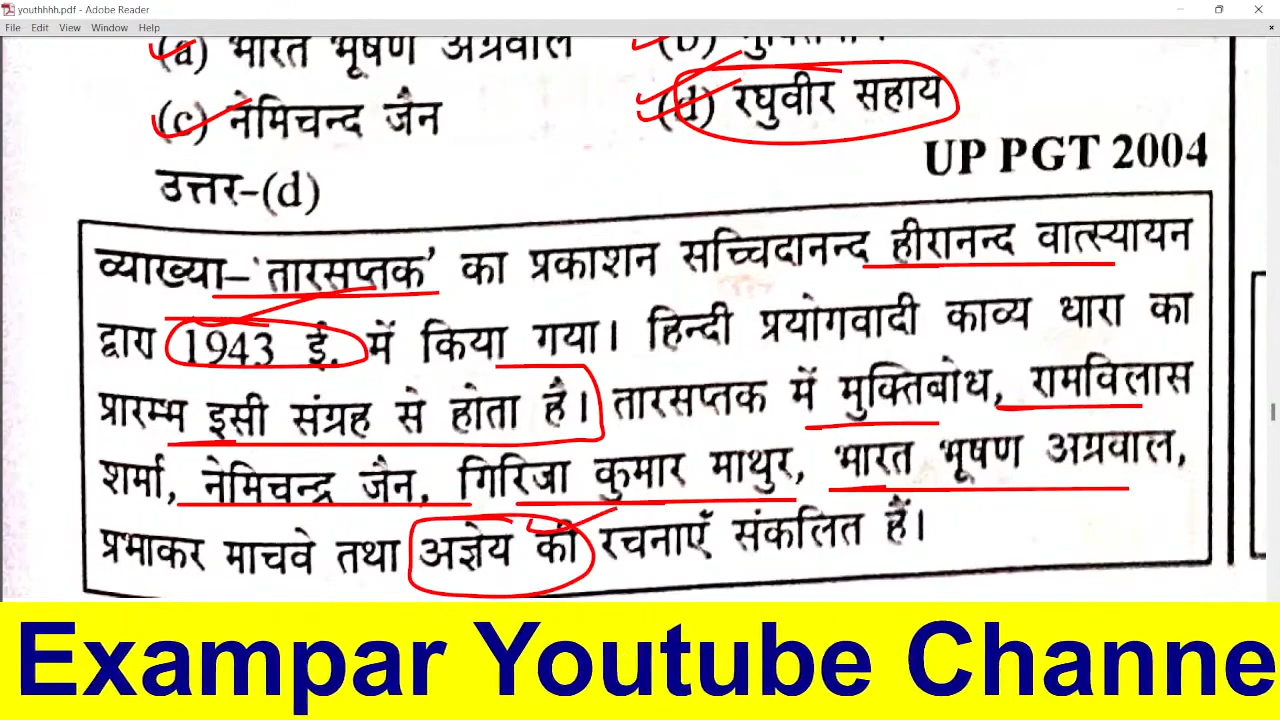 youthhhh.pdf - Adobe Reader
File Edit View Window Help
(a) भारत भूषण अग्रवाल (b)
(c) नेमिचन्द जैन (d) रघुवीर सहाय
UP PGT 2004
उत्तर-(d)
व्याख्या–'तारसप्तक' का प्रकाशन सच्चिदानन्द हीरानन्द वात्स्यायन
द्वारा 1943 ई. में किया गया। हिन्दी प्रयोगवादी काव्य धारा का
प्रारम्भ इसी संग्रह से होता है। तारसप्तक में मुक्तिबोध, रामविलास
शर्मा, नेमिचन्द्र जैन, गिरिजा कुमार माथुर, भारत भूषण अग्रवाल,
प्रभाकर माचवे तथा अज्ञेय की रचनाएँ संकलित हैं।
Exampar Youtube Channe